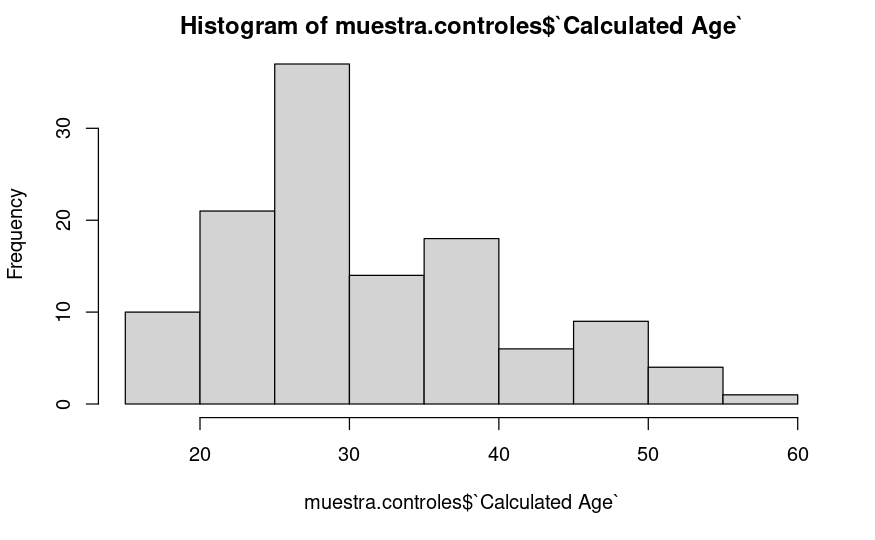 Histogram of muestra.controles$`Calculated Age`
Frequency
30
20
10
0
20 30 40 50 60
muestra.controles$`Calculated Age`